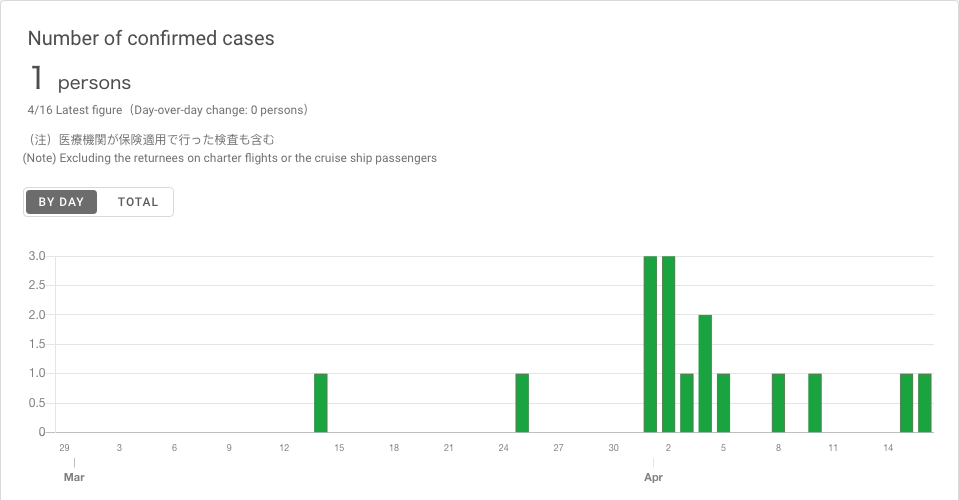 Number of confirmed cases
1 persons
4/16 Latest figure（Day-over-day change: 0 persons）
（注）医療機関が保険適用で行った検査も含む
(Note) Excluding the returnees on charter flights or the cruise ship passengers
BY DAY TOTAL
3.0
2.5
2.0
1.5
1.0
0.5
0
29 3 6 9 12 15 18 21 24 27 30 2 5 8 11 14
Mar Apr